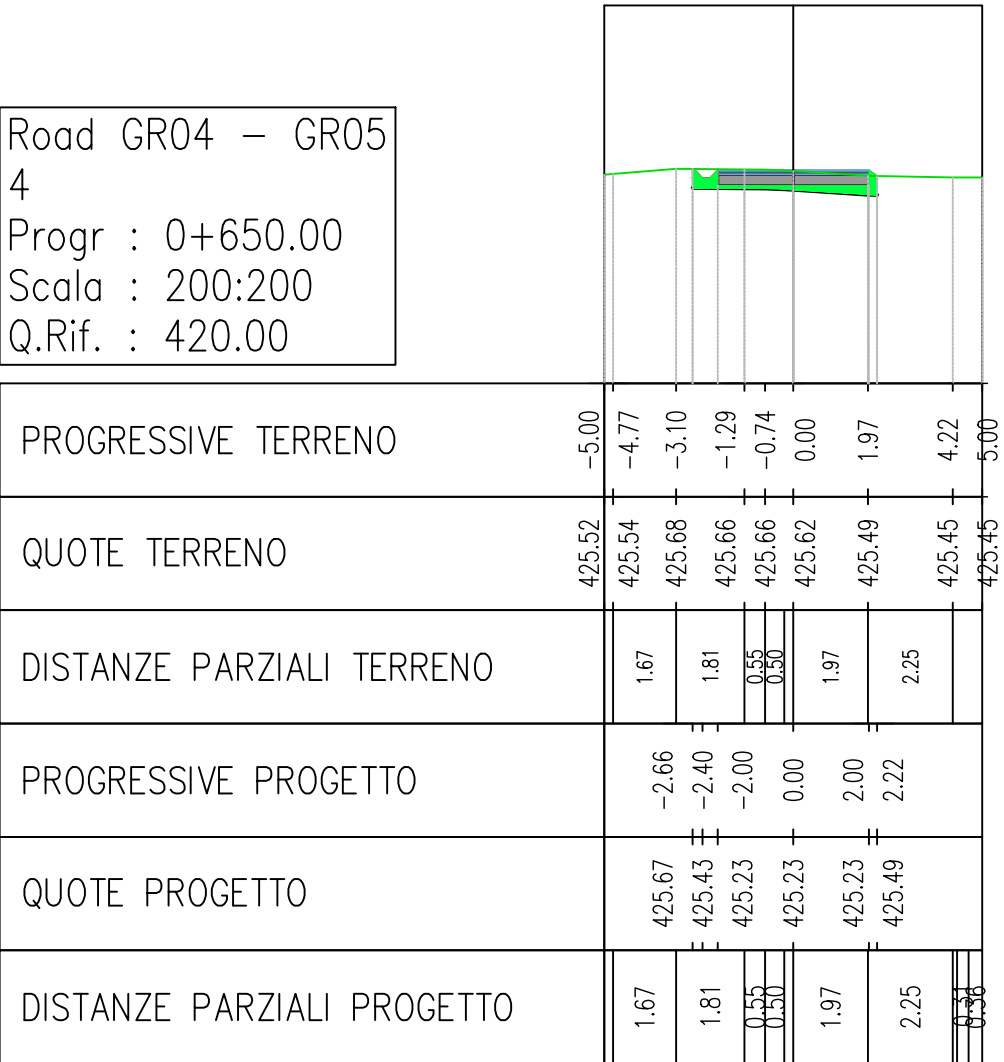 Road GR04 – GR05
4
Progr : 0+650.00
Scala : 200:200
Q.Rif. : 420.00
PROGRESSIVE TERRENO -5.00 -4.77 -3.10 -1.29 -0.74 0.00 1.97 4.22 5.00
QUOTE TERRENO 425.52 425.54 425.68 425.66 425.66 425.62 425.49 425.45 425.45
DISTANZE PARZIALI TERRENO 1.67 1.81 0.55 0.50 1.97 2.25
PROGRESSIVE PROGETTO -2.66 -2.40 -2.00 0.00 2.00 2.22
QUOTE PROGETTO 425.67 425.43 425.23 425.23 425.23 425.49
DISTANZE PARZIALI PROGETTO 1.67 1.81 0.55 0.50 1.97 2.25